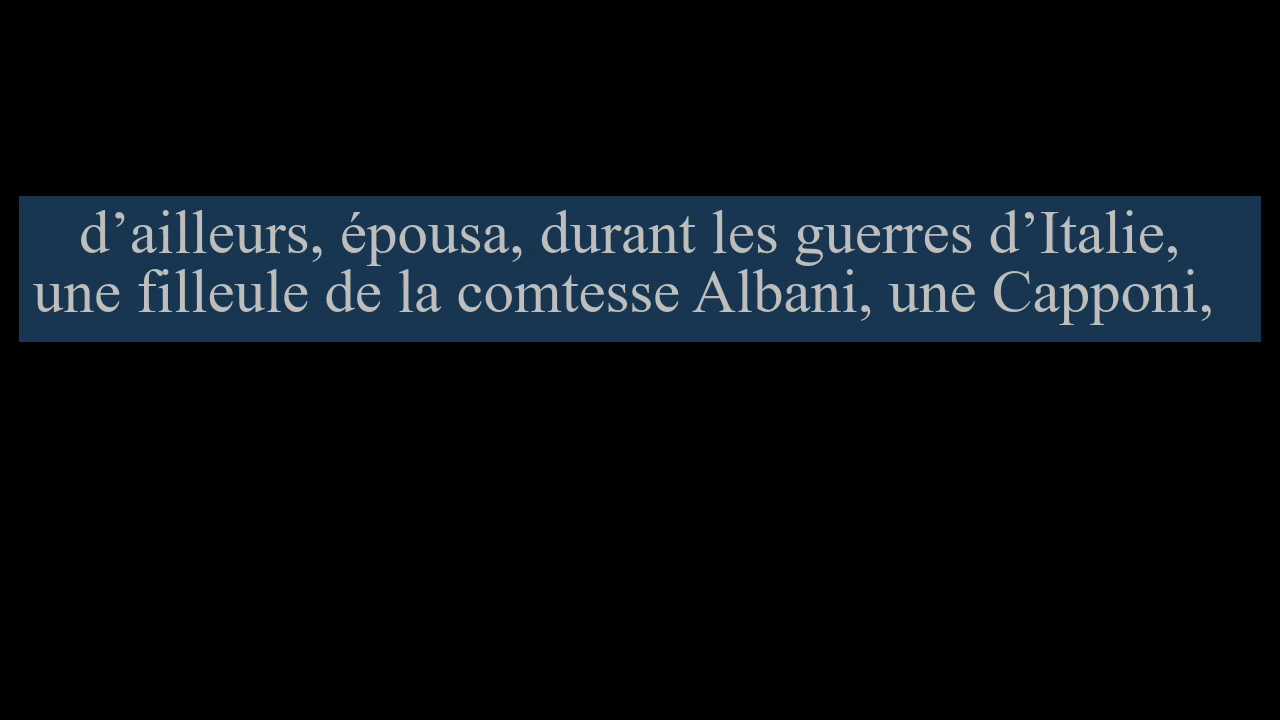 d’ailleurs, épousa, durant les guerres d’Italie,
une filleule de la comtesse Albani, une Capponi,